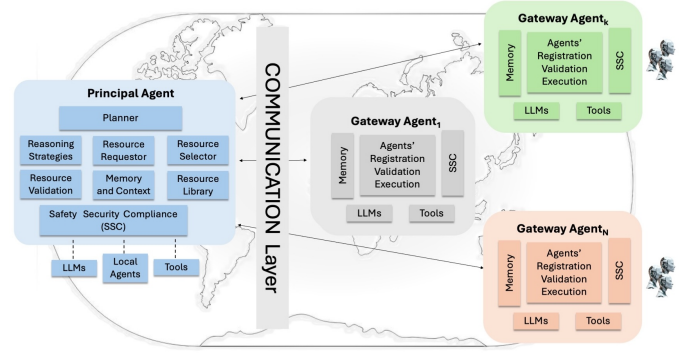 Principal Agent
Planner
Reasoning
Strategies
Resource
Requestor
Resource
Selector
Resource
Validation
Memory
and Context
Resource
Library
Safety Security Compliance
(SSC)
LLMs
Local
Agents
Tools
COMMUNICATION Layer
Gateway Agentk
Memory
Agents'
Registration
Validation
Execution
SSC
LLMs
Tools
Gateway Agent1
Memory
Agents'
Registration
Validation
Execution
SSC
LLMs
Tools
Gateway AgentN
Memory
Agents'
Registration
Validation
Execution
SSC
LLMs
Tools